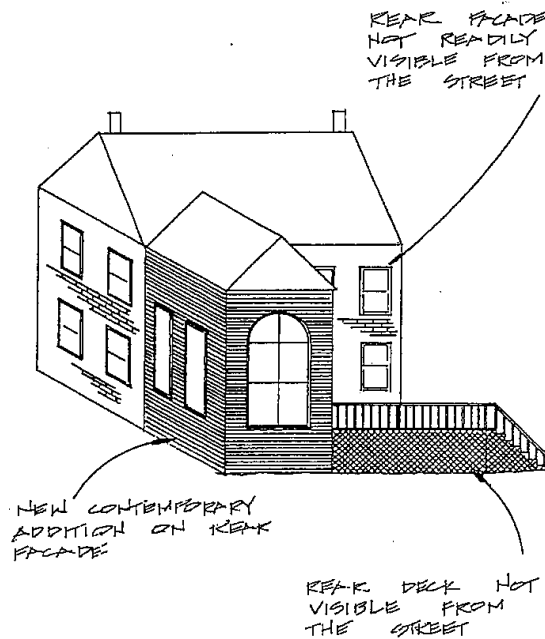 REAR FACADE
NOT READILY
VISIBLE FROM
THE STREET
NEW CONTEMPORARY
ADDITION ON REAR
FACADE
REAR DECK NOT
VISIBLE FROM
THE STREET